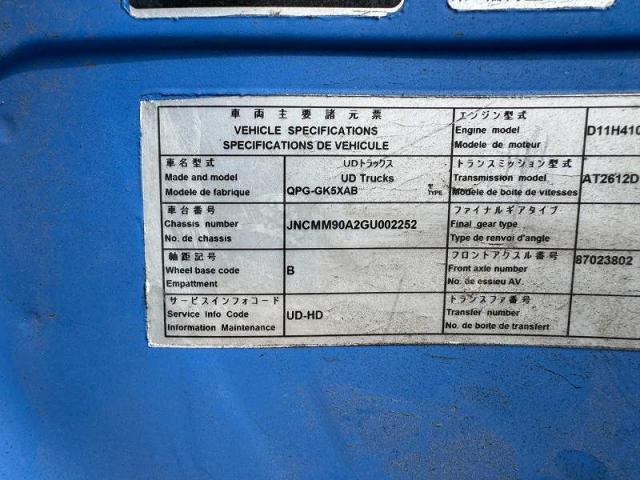 車両主要諸元票
VEHICLE SPECIFICATIONS
SPECIFICATIONS DE VEHICULE
車名型式
Made and model
Modele de fabrique
UDトラックス
UD Trucks
QPG-GK5XAB
型式 TYPE
車台番号
Chassis number
No. de chassis
JNCMM90A2GU002252
軸距記号
Wheel base code
Empattment
B
サービスインフォコード
Service Info Code
Information Maintenance
UD-HD
エンジン型式
Engine model
Modele de moteur
D11H410
トランスミッション型式
Transmission model
Modele de boite de vitesses
AT2612D
ファイナルギアタイプ
Final gear type
Type de renvoi d'angle
フロントアクスル番号
Front axle number
No. de essieu AV.
87023802
トランスファ番号
Transfer number
No. de boite de transfert